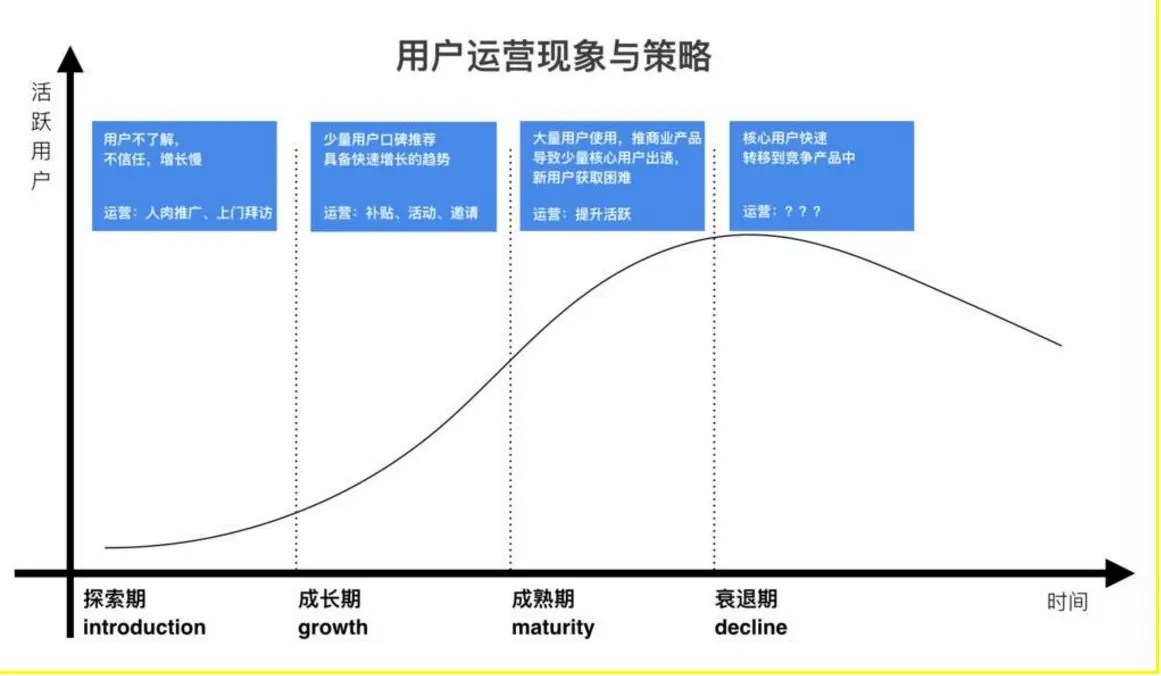 用户运营现象与策略
活跃用户
用户不了解，
不信任，增长慢
运营：人肉推广、上门拜访
少量用户口碑推荐
具备快速增长的趋势
运营：补贴、活动、邀请
大量用户使用，推商业产品
导致少量核心用户出逃，
新用户获取困难
运营：提升活跃
核心用户快速
转移到竞争产品中
运营：？？？
探索期
introduction
成长期
growth
成熟期
maturity
衰退期
decline
时间